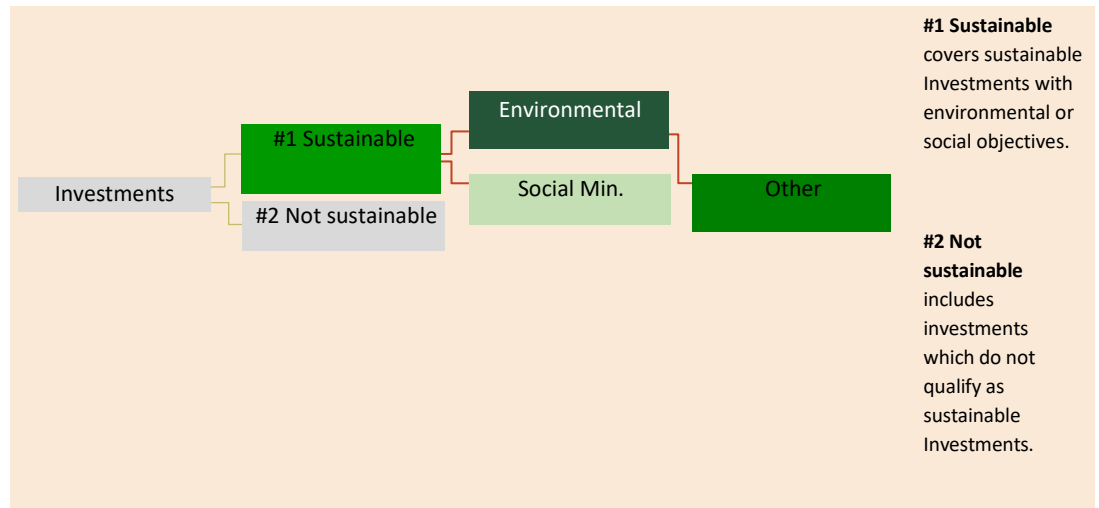 Investments
#1 Sustainable
#2 Not sustainable
Environmental
Social Min.
Other
#1 Sustainable
covers sustainable
Investments with
environmental or
social objectives.
#2 Not
sustainable
includes
investments
which do not
qualify as
sustainable
Investments.